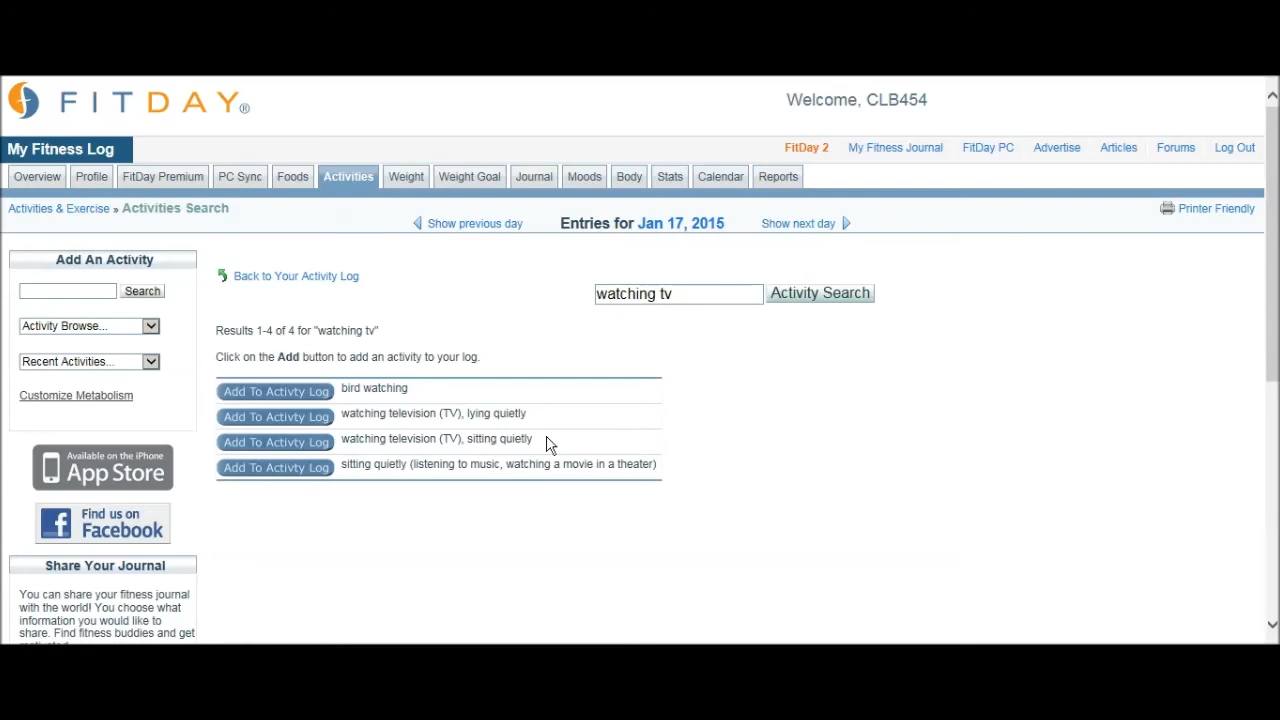 FITDAY®
Welcome, CLB454
My Fitness Log
FitDay 2 My Fitness Journal FitDay PC Advertise Articles Forums Log Out
Overview Profile FitDay Premium PC Sync Foods Activities Weight Weight Goal Journal Moods Body Stats Calendar Reports
Activities & Exercise » Activities Search
Show previous day Entries for Jan 17, 2015 Show next day
Printer Friendly
Add An Activity
Search
Activity Browse...
Recent Activities...
Customize Metabolism
Available on the iPhone
App Store
Find us on
Facebook
Share Your Journal
You can share your fitness journal
with the world! You choose what
information you would like to
share. Find fitness buddies and get
Back to Your Activity Log
watching tv Activity Search
Results 1-4 of 4 for "watching tv"
Click on the Add button to add an activity to your log.
Add To Activty Log bird watching
Add To Activty Log watching television (TV), lying quietly
Add To Activty Log watching television (TV), sitting quietly
Add To Activty Log sitting quietly (listening to music, watching a movie in a theater)